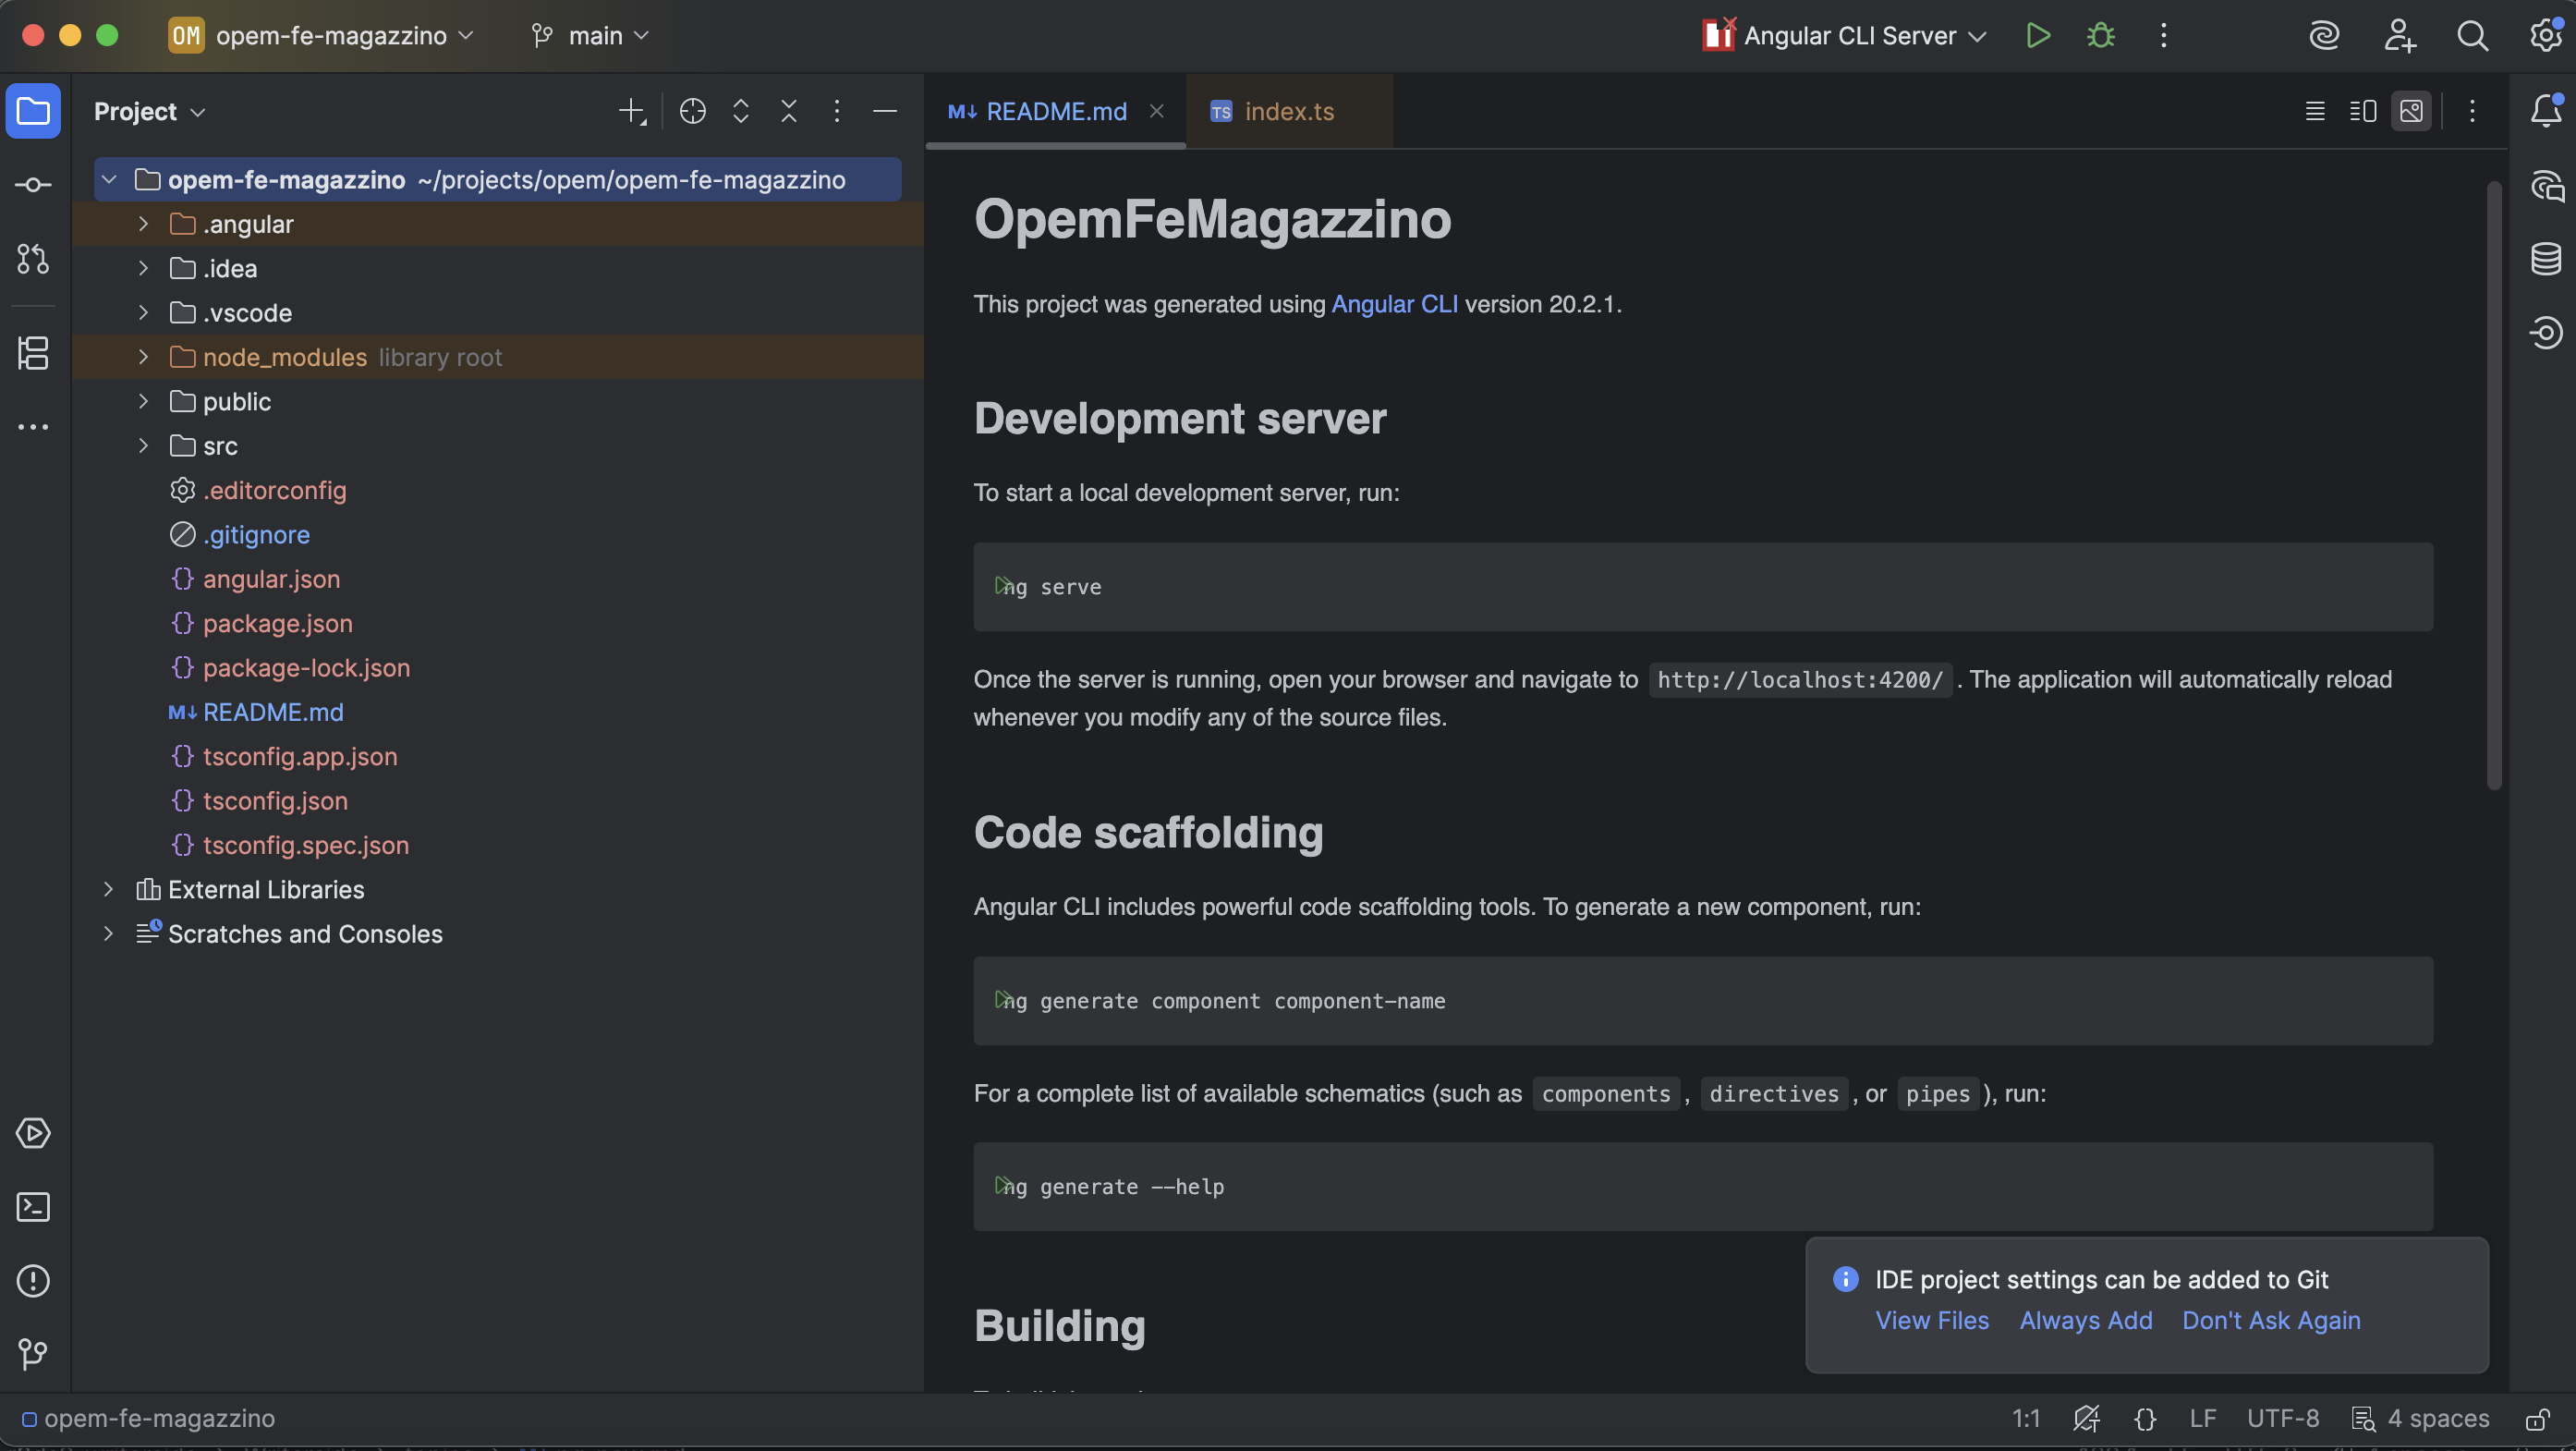 OM opem-fe-magazzino main Angular CLI Server
Project
README.md
index.ts
opem-fe-magazzino ~/projects/opem/opem-fe-magazzino
.angular
.idea
.vscode
node_modules library root
public
src
.editorconfig
.gitignore
angular.json
package.json
package-lock.json
README.md
tsconfig.app.json
tsconfig.json
tsconfig.spec.json
External Libraries
Scratches and Consoles
OpemFeMagazzino
This project was generated using Angular CLI version 20.2.1.
Development server
To start a local development server, run:
ng serve
Once the server is running, open your browser and navigate to http://localhost:4200/ . The application will automatically reload
whenever you modify any of the source files.
Code scaffolding
Angular CLI includes powerful code scaffolding tools. To generate a new component, run:
ng generate component component-name
For a complete list of available schematics (such as components , directives , or pipes ), run:
ng generate --help
Building
IDE project settings can be added to Git
View Files Always Add Don't Ask Again
opem-fe-magazzino
1:1 {} LF UTF-8 4 spaces